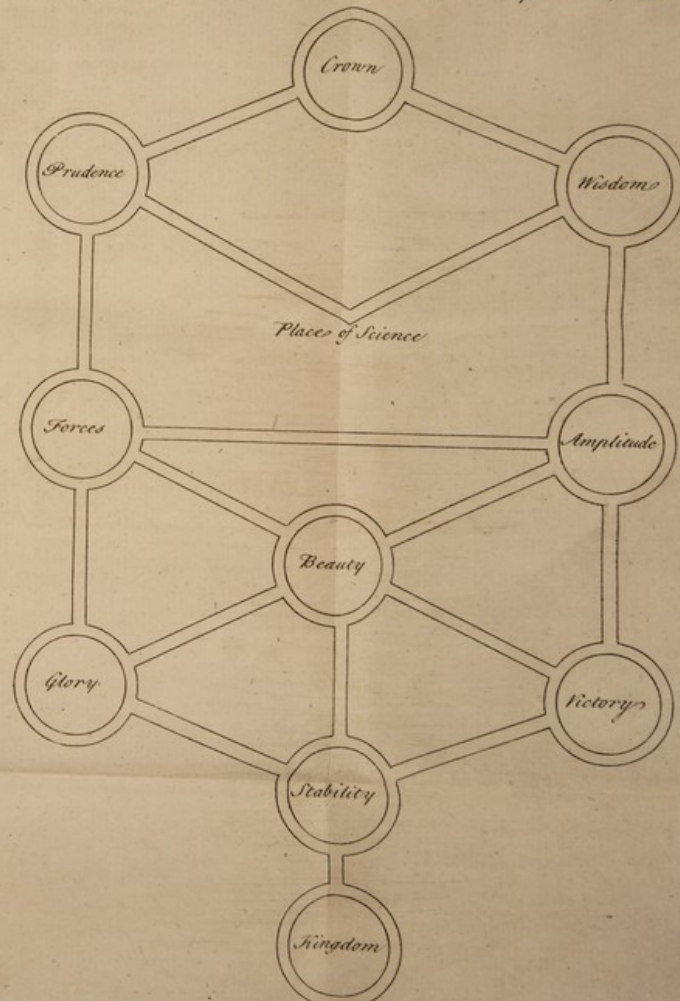 Crown
Prudence
Wisdom
Place of Science
Forces
Amplitude
Beauty
Glory
Victory
Stability
Kingdom